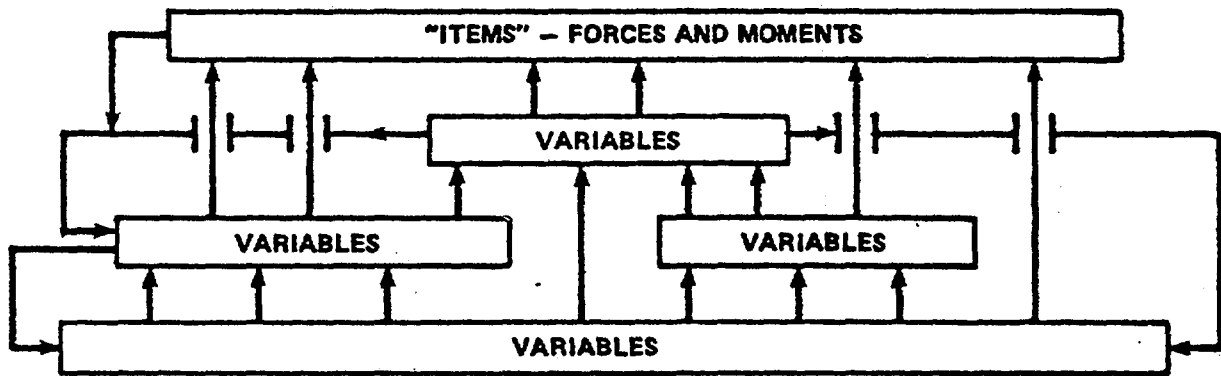 "ITEMS" – FORCES AND MOMENTS
VARIABLES
VARIABLES
VARIABLES
VARIABLES